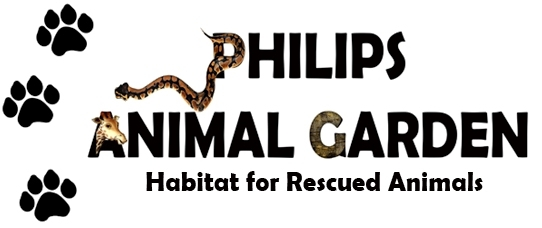 PHILIPS
ANIMAL GARDEN
Habitat for Rescued Animals